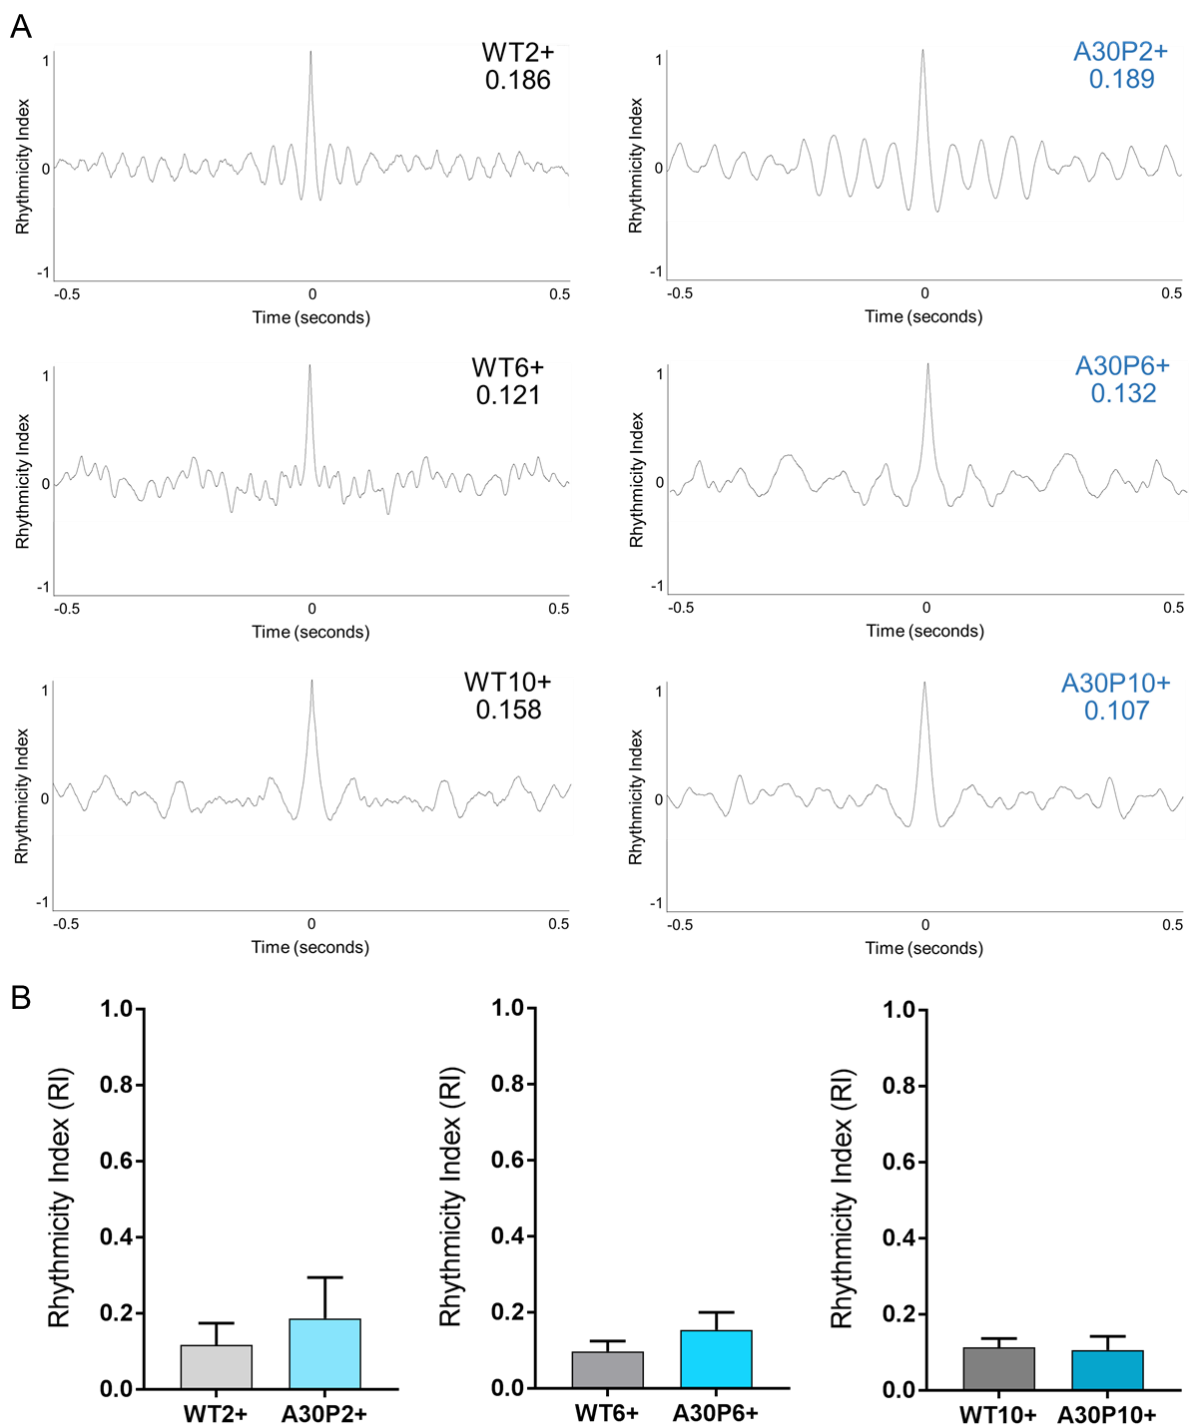 A
WT2+
0.186
Rhythmicity Index
1
0
-1
-0.5
0
0.5
Time (seconds)
A30P2+
0.189
Rhythmicity Index
1
0
-1
-0.5
0
0.5
Time (seconds)
WT6+
0.121
Rhythmicity Index
1
0
-1
-0.5
0
0.5
Time (seconds)
A30P6+
0.132
Rhythmicity Index
1
0
-1
-0.5
0
0.5
Time (seconds)
WT10+
0.158
Rhythmicity Index
1
0
-1
-0.5
0
0.5
Time (seconds)
A30P10+
0.107
Rhythmicity Index
1
0
-1
-0.5
0
0.5
Time (seconds)
B
Rhythmicity Index (RI)
1.0
0.8
0.6
0.4
0.2
0.0
WT2+ A30P2+
Rhythmicity Index (RI)
1.0
0.8
0.6
0.4
0.2
0.0
WT6+ A30P6+
Rhythmicity Index (RI)
1.0
0.8
0.6
0.4
0.2
0.0
WT10+ A30P10+